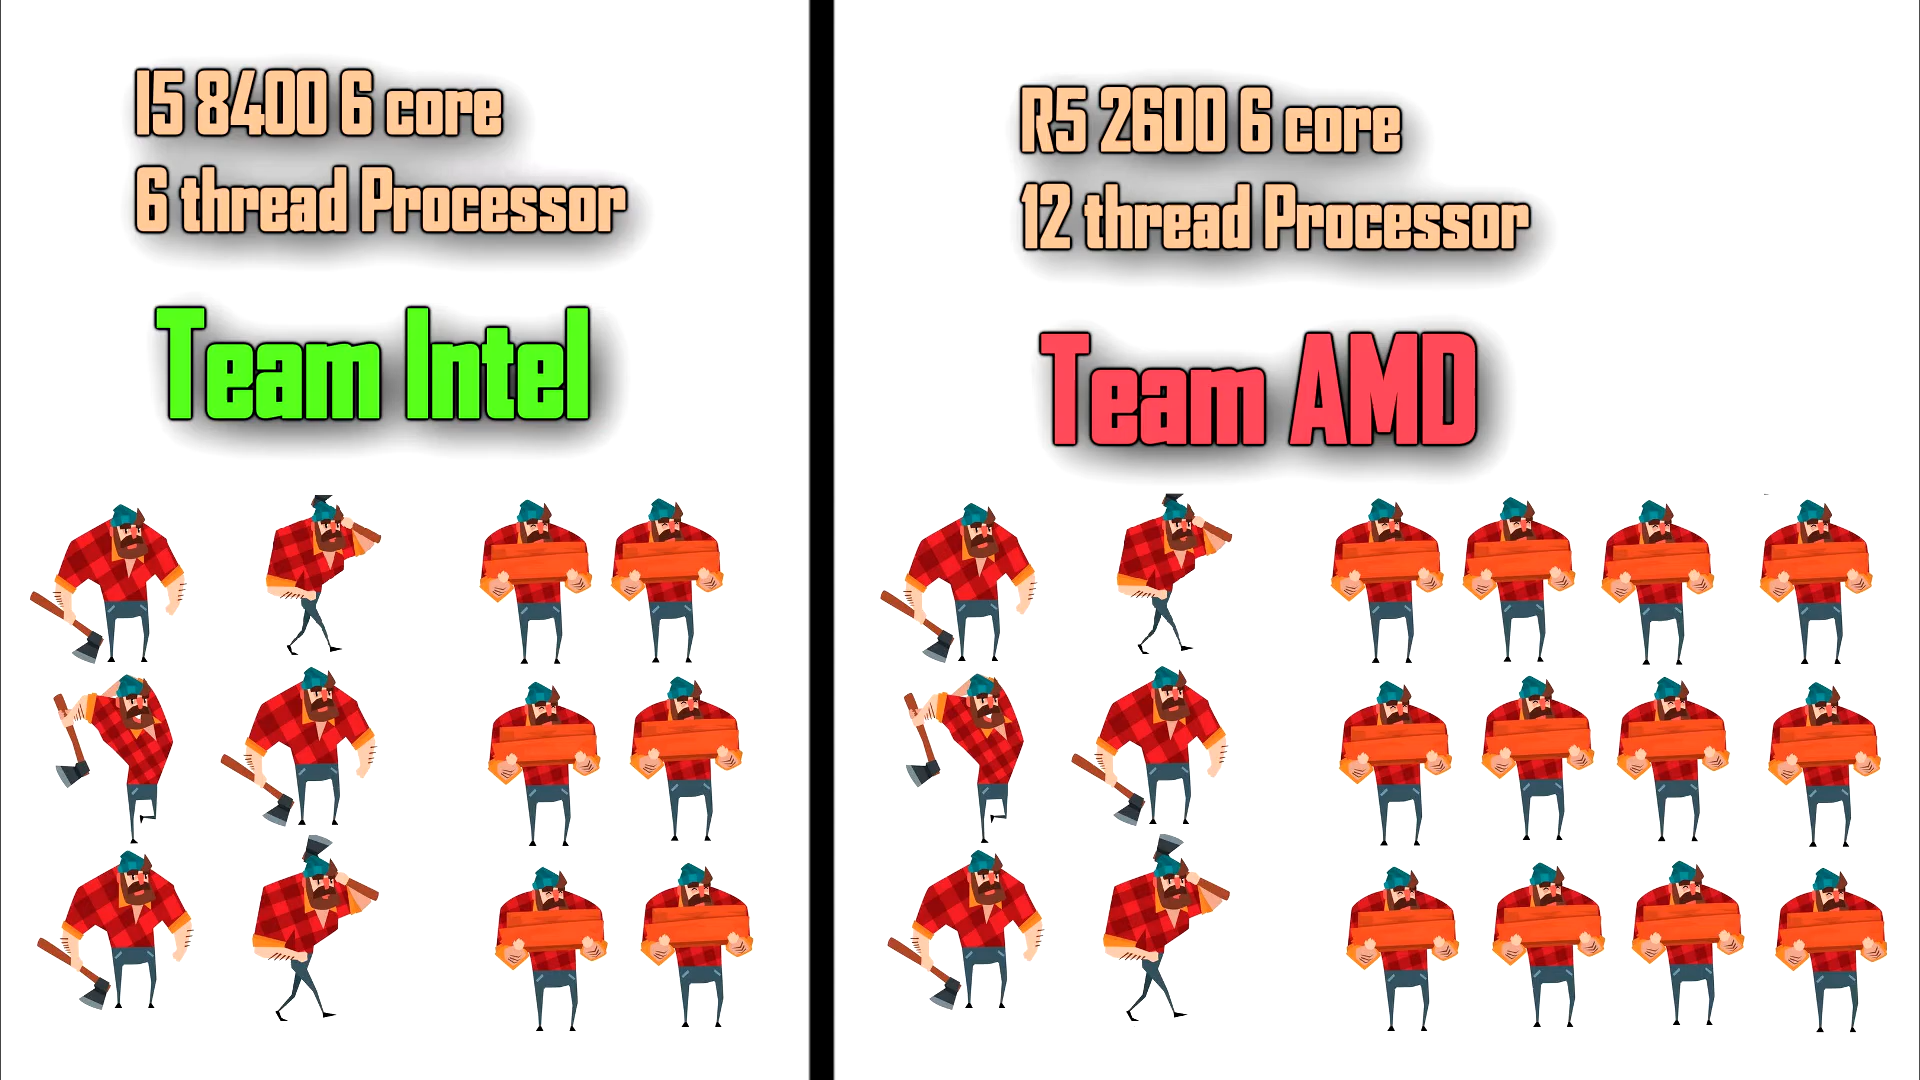 I5 8400 6 core
6 thread Processor
Team Intel
R5 2600 6 core
12 thread Processor
Team AMD